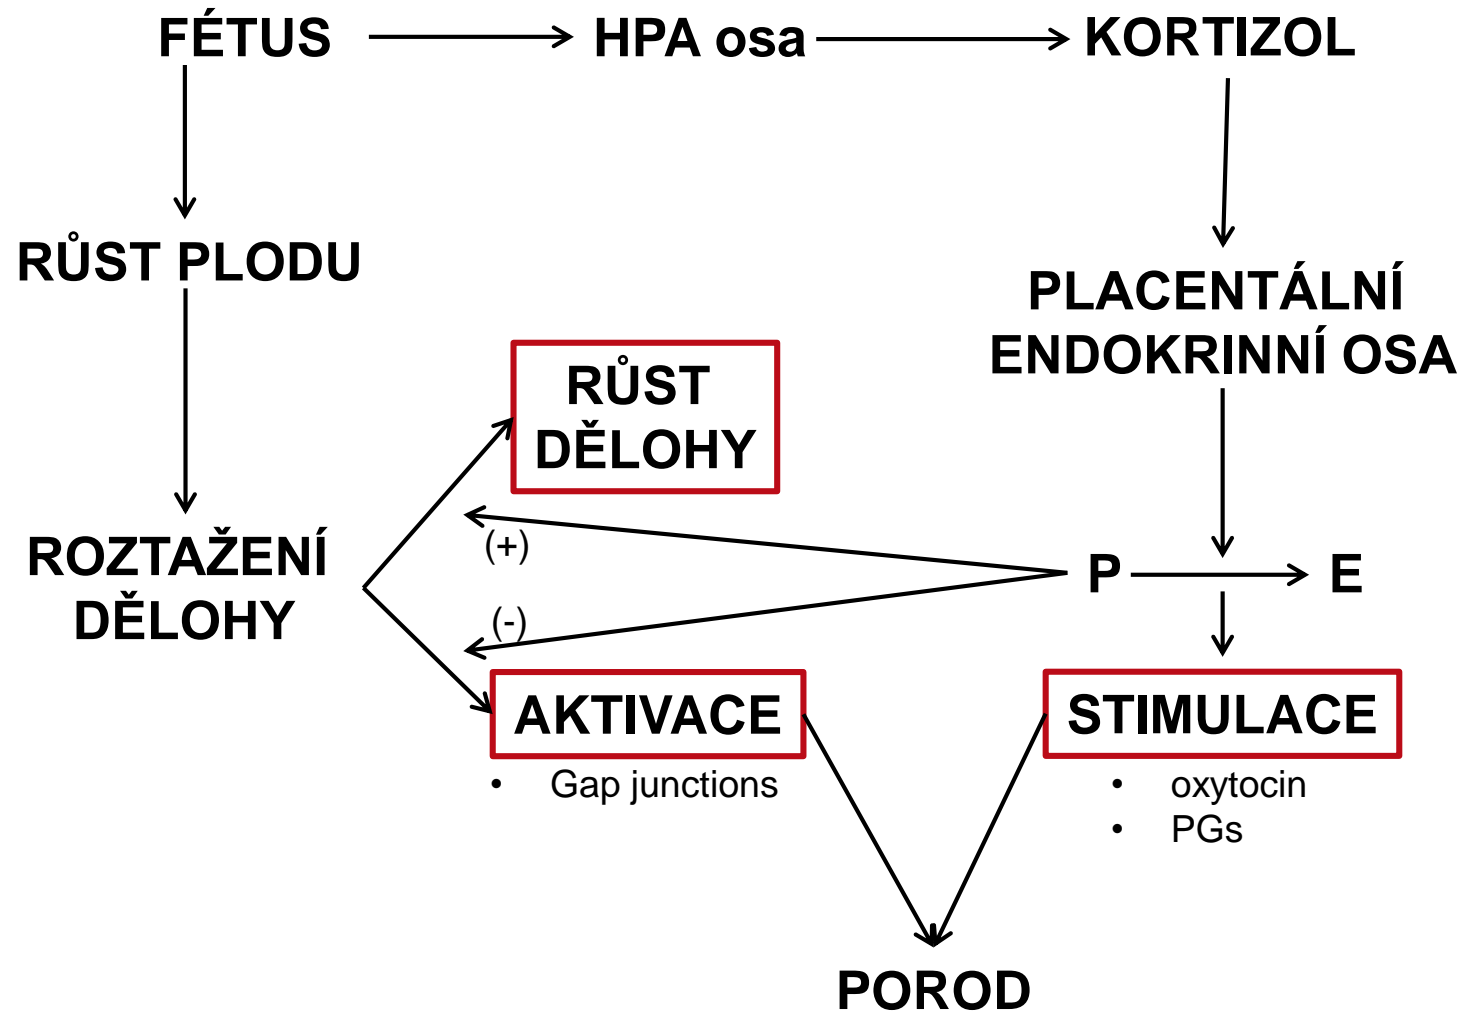 FÉTUS
HPA osa
KORTIZOL
RŮST PLODU
PLACENTÁLNÍ
ENDOKRINNÍ OSA
RŮST
DĚLOHY
ROZTAŽENÍ
DĚLOHY
(+)
P
E
(-)
AKTIVACE
STIMULACE
• Gap junctions
• oxytocin
• PGs
POROD